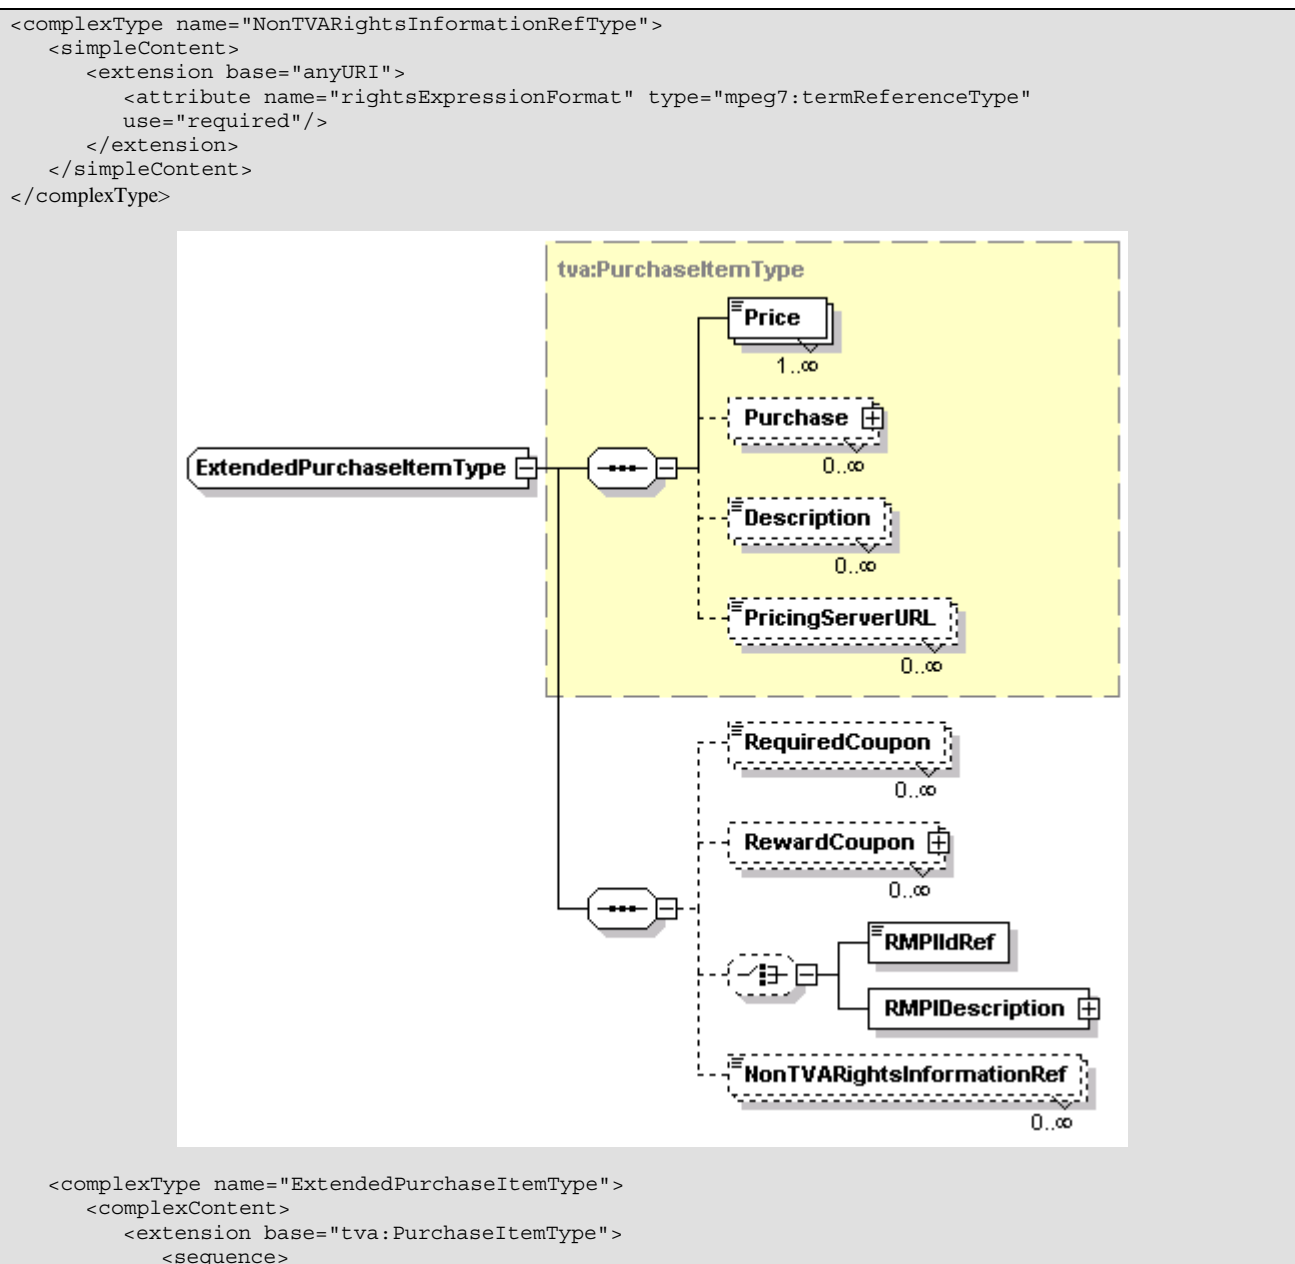 <complexType name="NonTVARightsInformationRefType">
<simpleContent>
<extension base="anyURI">
<attribute name="rightsExpressionFormat" type="mpeg7:termReferenceType"
use="required"/>
</extension>
</simpleContent>
</complexType>
tva:PurchaseItemType
Price
1..∞
Purchase
0..∞
ExtendedPurchaseItemType
Description
0..∞
PricingServerURL
0..∞
RequiredCoupon
0..∞
RewardCoupon
0..∞
RMPIIdRef
RMPIDescription
NonTVARightsInformationRef
0..∞
<complexType name="ExtendedPurchaseItemType">
<complexContent>
<extension base="tva:PurchaseItemType">
<sequence>